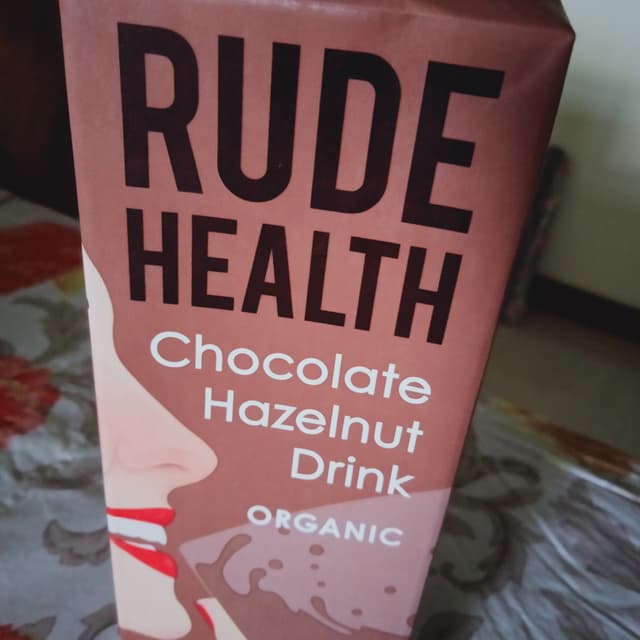 RUDE
HEALTH
Chocolate
Hazelnut
Drink
ORGANIC